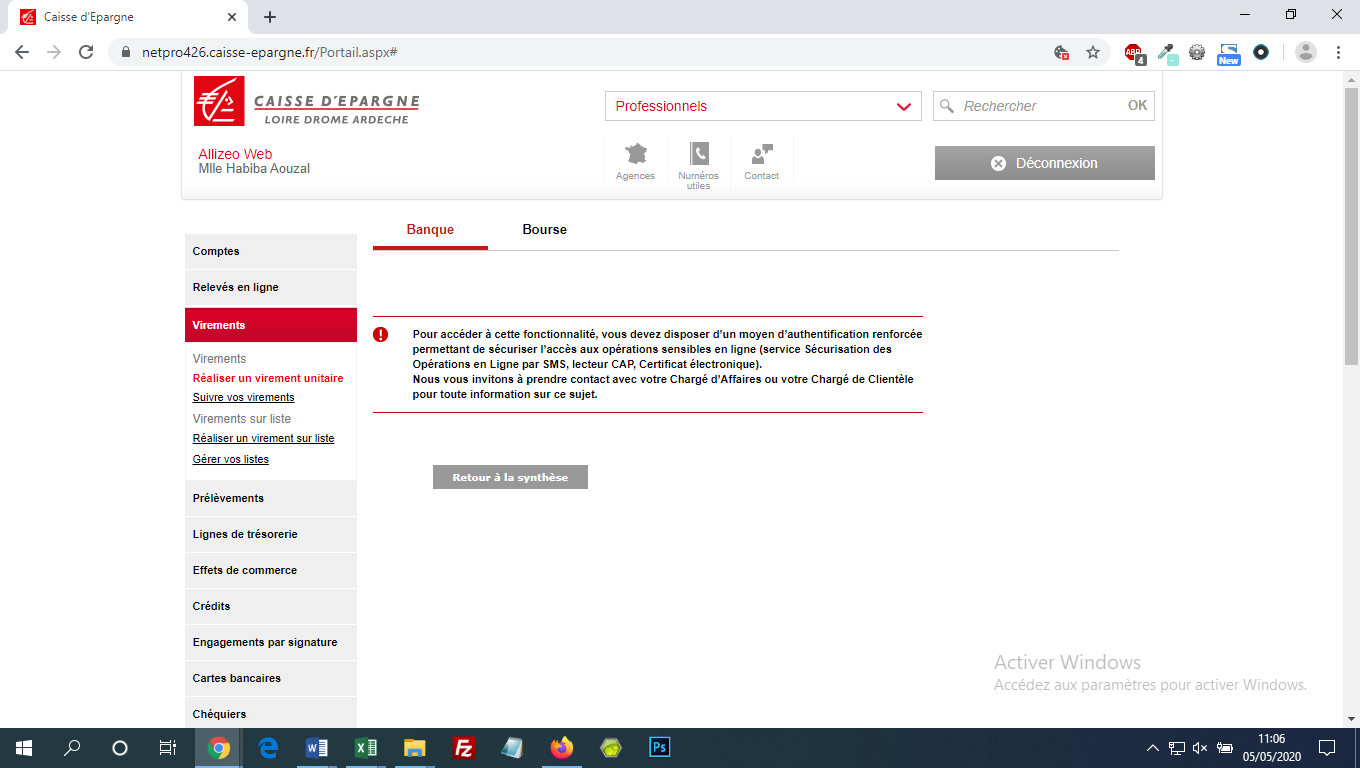 Caisse d'Epargne
netpro426.caisse-epargne.fr/Portail.aspx#
ABP
4
New
CAISSE D'EPARGNE
LOIRE DROME ARDECHE
Professionnels
Rechercher
OK
Allizeo Web
Mlle Habiba Aouzal
Agences
Numéros
utiles
Contact
Déconnexion
Banque
Bourse
Comptes
Relevés en ligne
Virements
Virements
Réaliser un virement unitaire
Suivre vos virements
Virements sur liste
Réaliser un virement sur liste
Gérer vos listes
Prélèvements
Lignes de trésorerie
Effets de commerce
Crédits
Engagements par signature
Cartes bancaires
Chéquiers
Pour accéder à cette fonctionnalité, vous devez disposer d'un moyen d'authentification renforcée
permettant de sécuriser l'accès aux opérations sensibles en ligne (service Sécurisation des
Opérations en Ligne par SMS, lecteur CAP, Certificat électronique).
Nous vous invitons à prendre contact avec votre Chargé d'Affaires ou votre Chargé de Clientèle
pour toute information sur ce sujet.
Retour à la synthèse
Activer Windows
Accédez aux paramètres pour activer Windows.
Ps
11:06
05/05/2020